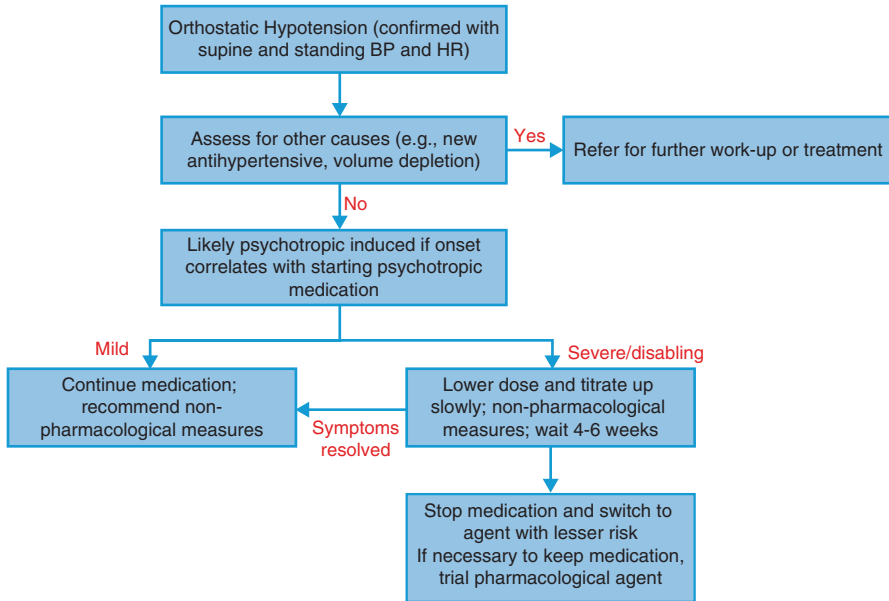 Orthostatic Hypotension (confirmed with
supine and standing BP and HR)
Assess for other causes (e.g., new
antihypertensive, volume depletion)
Yes
Refer for further work-up or treatment
No
Likely psychotropic induced if onset
correlates with starting psychotropic
medication
Mild
Severe/disabling
Continue medication;
recommend non-
pharmacological measures
Symptoms
resolved
Lower dose and titrate up
slowly; non-pharmacological
measures; wait 4-6 weeks
Stop medication and switch to
agent with lesser risk
If necessary to keep medication,
trial pharmacological agent